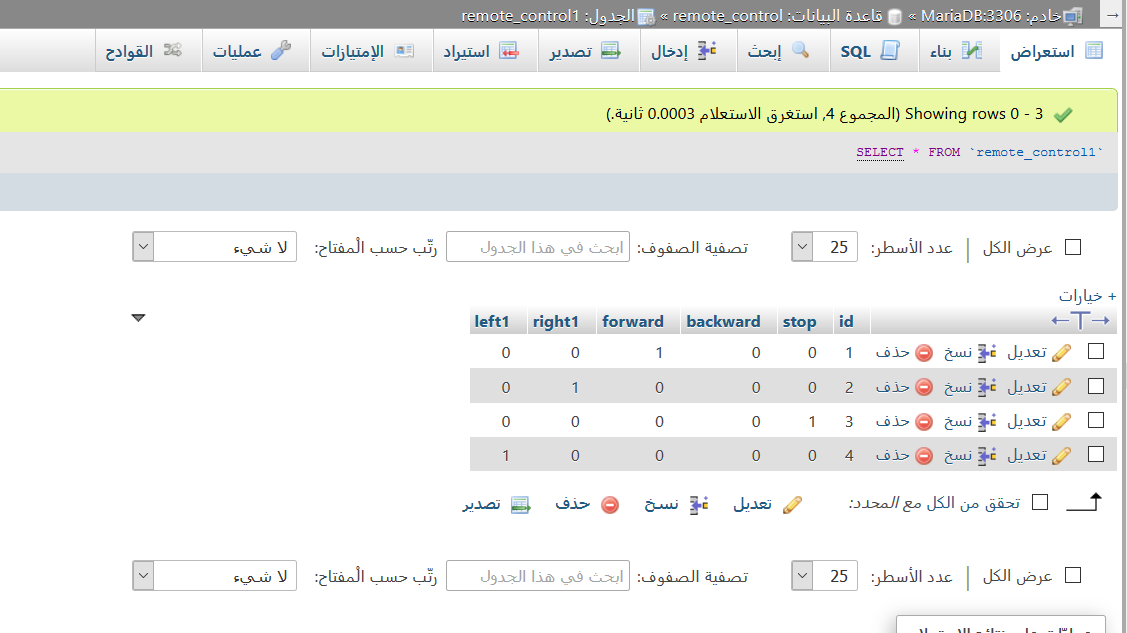 خادم: MariaDB:3306 » قاعدة البيانات: remote_control » الجدول: remote_control1
استعراض بناء SQL إبحث إدخال تصدير استيراد الإمتيازات عمليات القوادح
Showing rows 0 - 3 (المجموع 4, استغرق الاستعلام 0.0003 ثانية.)
SELECT * FROM `remote_control1`
عرض الكل | عدد الأسطر: 25 تصفية الصفوف: ابحث في هذا الجدول رتّب حسب الْمفتاح: لا شيء
+ خيارات
←T→ id stop backward forward right1 left1
تعديل نسخ حذف 1 0 0 1 0 0
تعديل نسخ حذف 2 0 0 0 1 0
تعديل نسخ حذف 3 1 0 0 0 0
تعديل نسخ حذف 4 0 0 0 0 1
تحقق من الكل مع المحدد: تعديل نسخ حذف تصدير
عرض الكل | عدد الأسطر: 25 تصفية الصفوف: ابحث في هذا الجدول رتّب حسب الْمفتاح: لا شيء